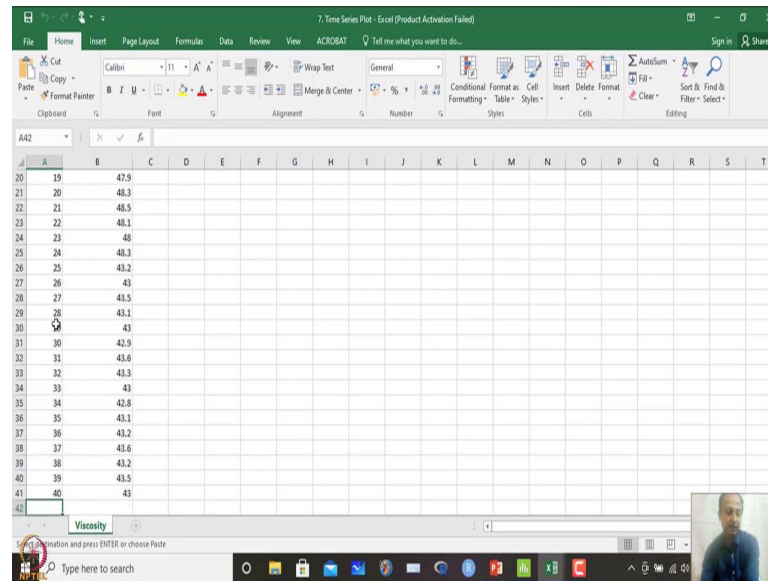 7. Time Series Plot - Excel (Product Activation Failed)
File Home Insert Page Layout Formulas Data Review View ACROBAT Tell me what you want to do... Sign in Share
Paste Cut
Copy
Format Painter
Clipboard
Calibri 11 A A
B I U A
Font
Wrap Text
Merge & Center
Alignment
General
% ,
Number
Conditional Formatting Format as Table Cell Styles
Styles
Insert Delete Format
Cells
AutoSum
Fill
Clear
Sort & Filter Find & Select
Editing
A42 fx
A B C D E F G H I J K L M N O P Q R S T
20 19 47.9
21 20 48.3
22 21 48.5
23 22 48.1
24 23 48
25 24 48.3
26 25 43.2
27 26 43
28 27 43.5
29 28 43.1
30 43
31 30 42.9
32 31 43.6
33 32 43.3
34 33 43
35 34 42.8
36 35 43.1
37 36 43.2
38 37 43.6
39 38 43.2
40 39 43.5
41 40 43
42
Viscosity
destination and press ENTER or choose Paste
Type here to search
NPTEL